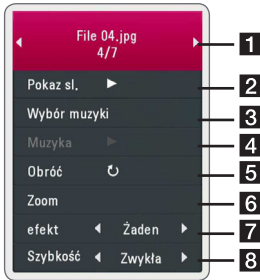 File 04.jpg
4/7
1
Pokaz sl.
2
Wybór muzyki
3
Muzyka
4
Obróć
5
Zoom
6
efekt Żaden
7
Szybkość Zwykła
8